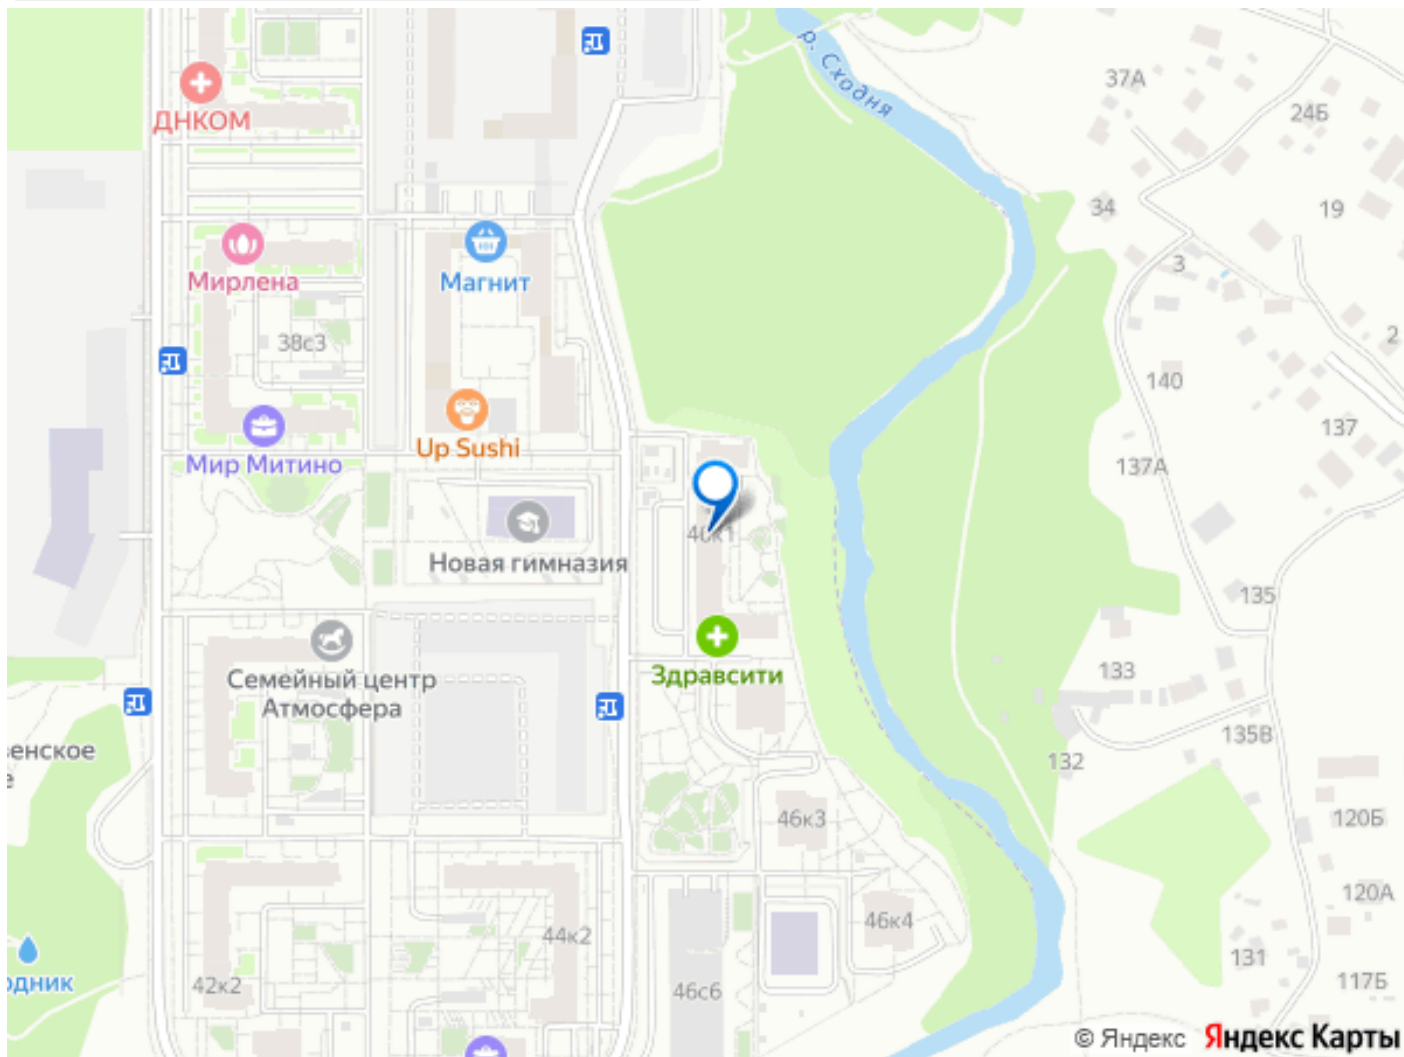 р. Сходня
37А
24Б
ДНКОМ
34
19
3
Мирлена
Магнит
38с3
2
140
137
Up Sushi
Мир Митино
137А
46к1
Новая гимназия
135
Здравсити
133
Семейный центр
Атмосфера
135В
венское
е
132
46к3
120Б
120А
46к4
44к2
131
одник
42к2
46с6
117Б
© Яндекс Яндекс Карты